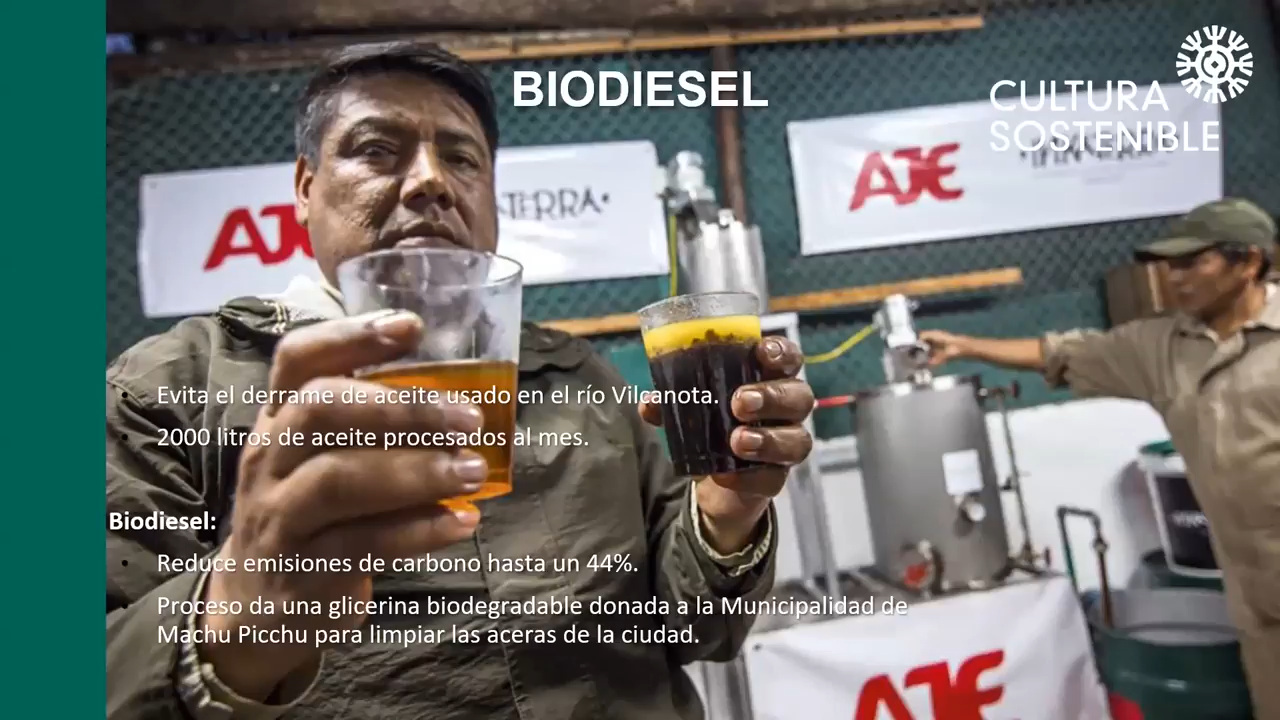 BIODIESEL
CULTURA
SOSTENIBLE
AJE
AJE
• Evita el derrame de aceite usado en el río Vilcanota.
• 2000 litros de aceite procesados al mes.
Biodiesel:
• Reduce emisiones de carbono hasta un 44%.
• Proceso da una glicerina biodegradable donada a la Municipalidad de
Machu Picchu para limpiar las aceras de la ciudad.
AJE